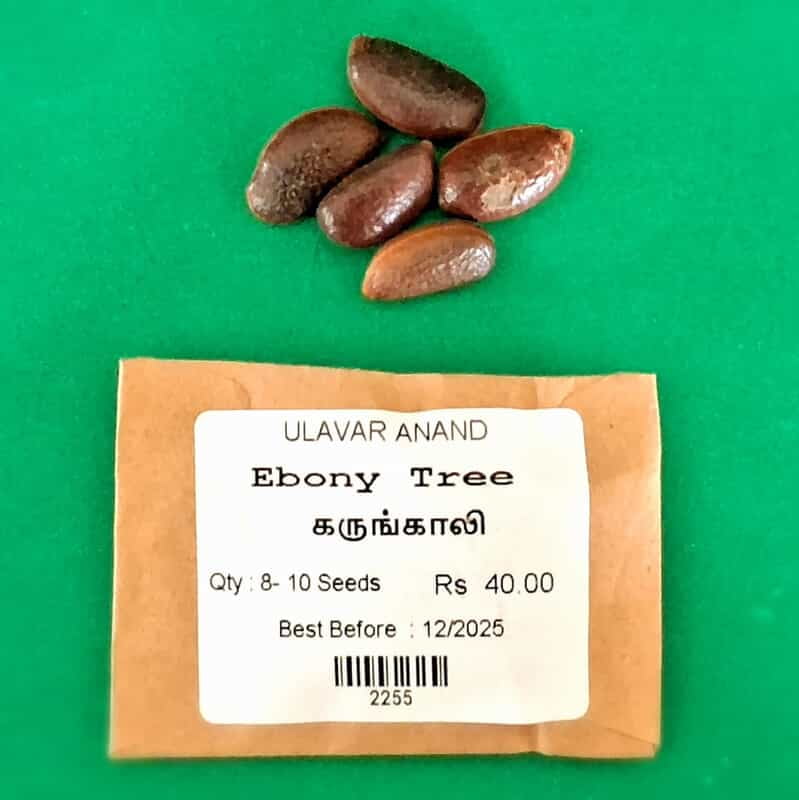 ULAVAR ANAND
Ebony Tree
கருங்காலி
Qty : 8- 10 Seeds Rs 40.00
Best Before : 12/2025
2255